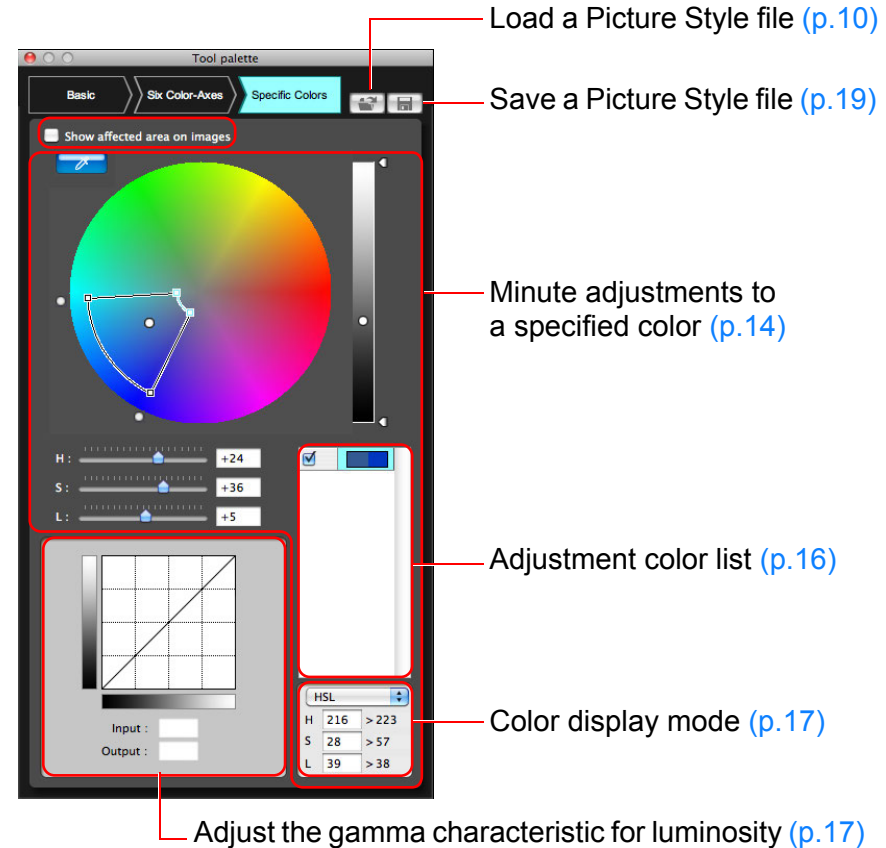 Load a Picture Style file (p.10)
Tool palette
Basic
Six Color-Axes
Specific Colors
Save a Picture Style file (p.19)
Show affected area on images
Minute adjustments to
a specified color (p.14)
H : +24
S : +36
L : +5
Adjustment color list (p.16)
HSL
H 216 > 223
S 28 > 57
L 39 > 38
Color display mode (p.17)
Input :
Output :
Adjust the gamma characteristic for luminosity (p.17)